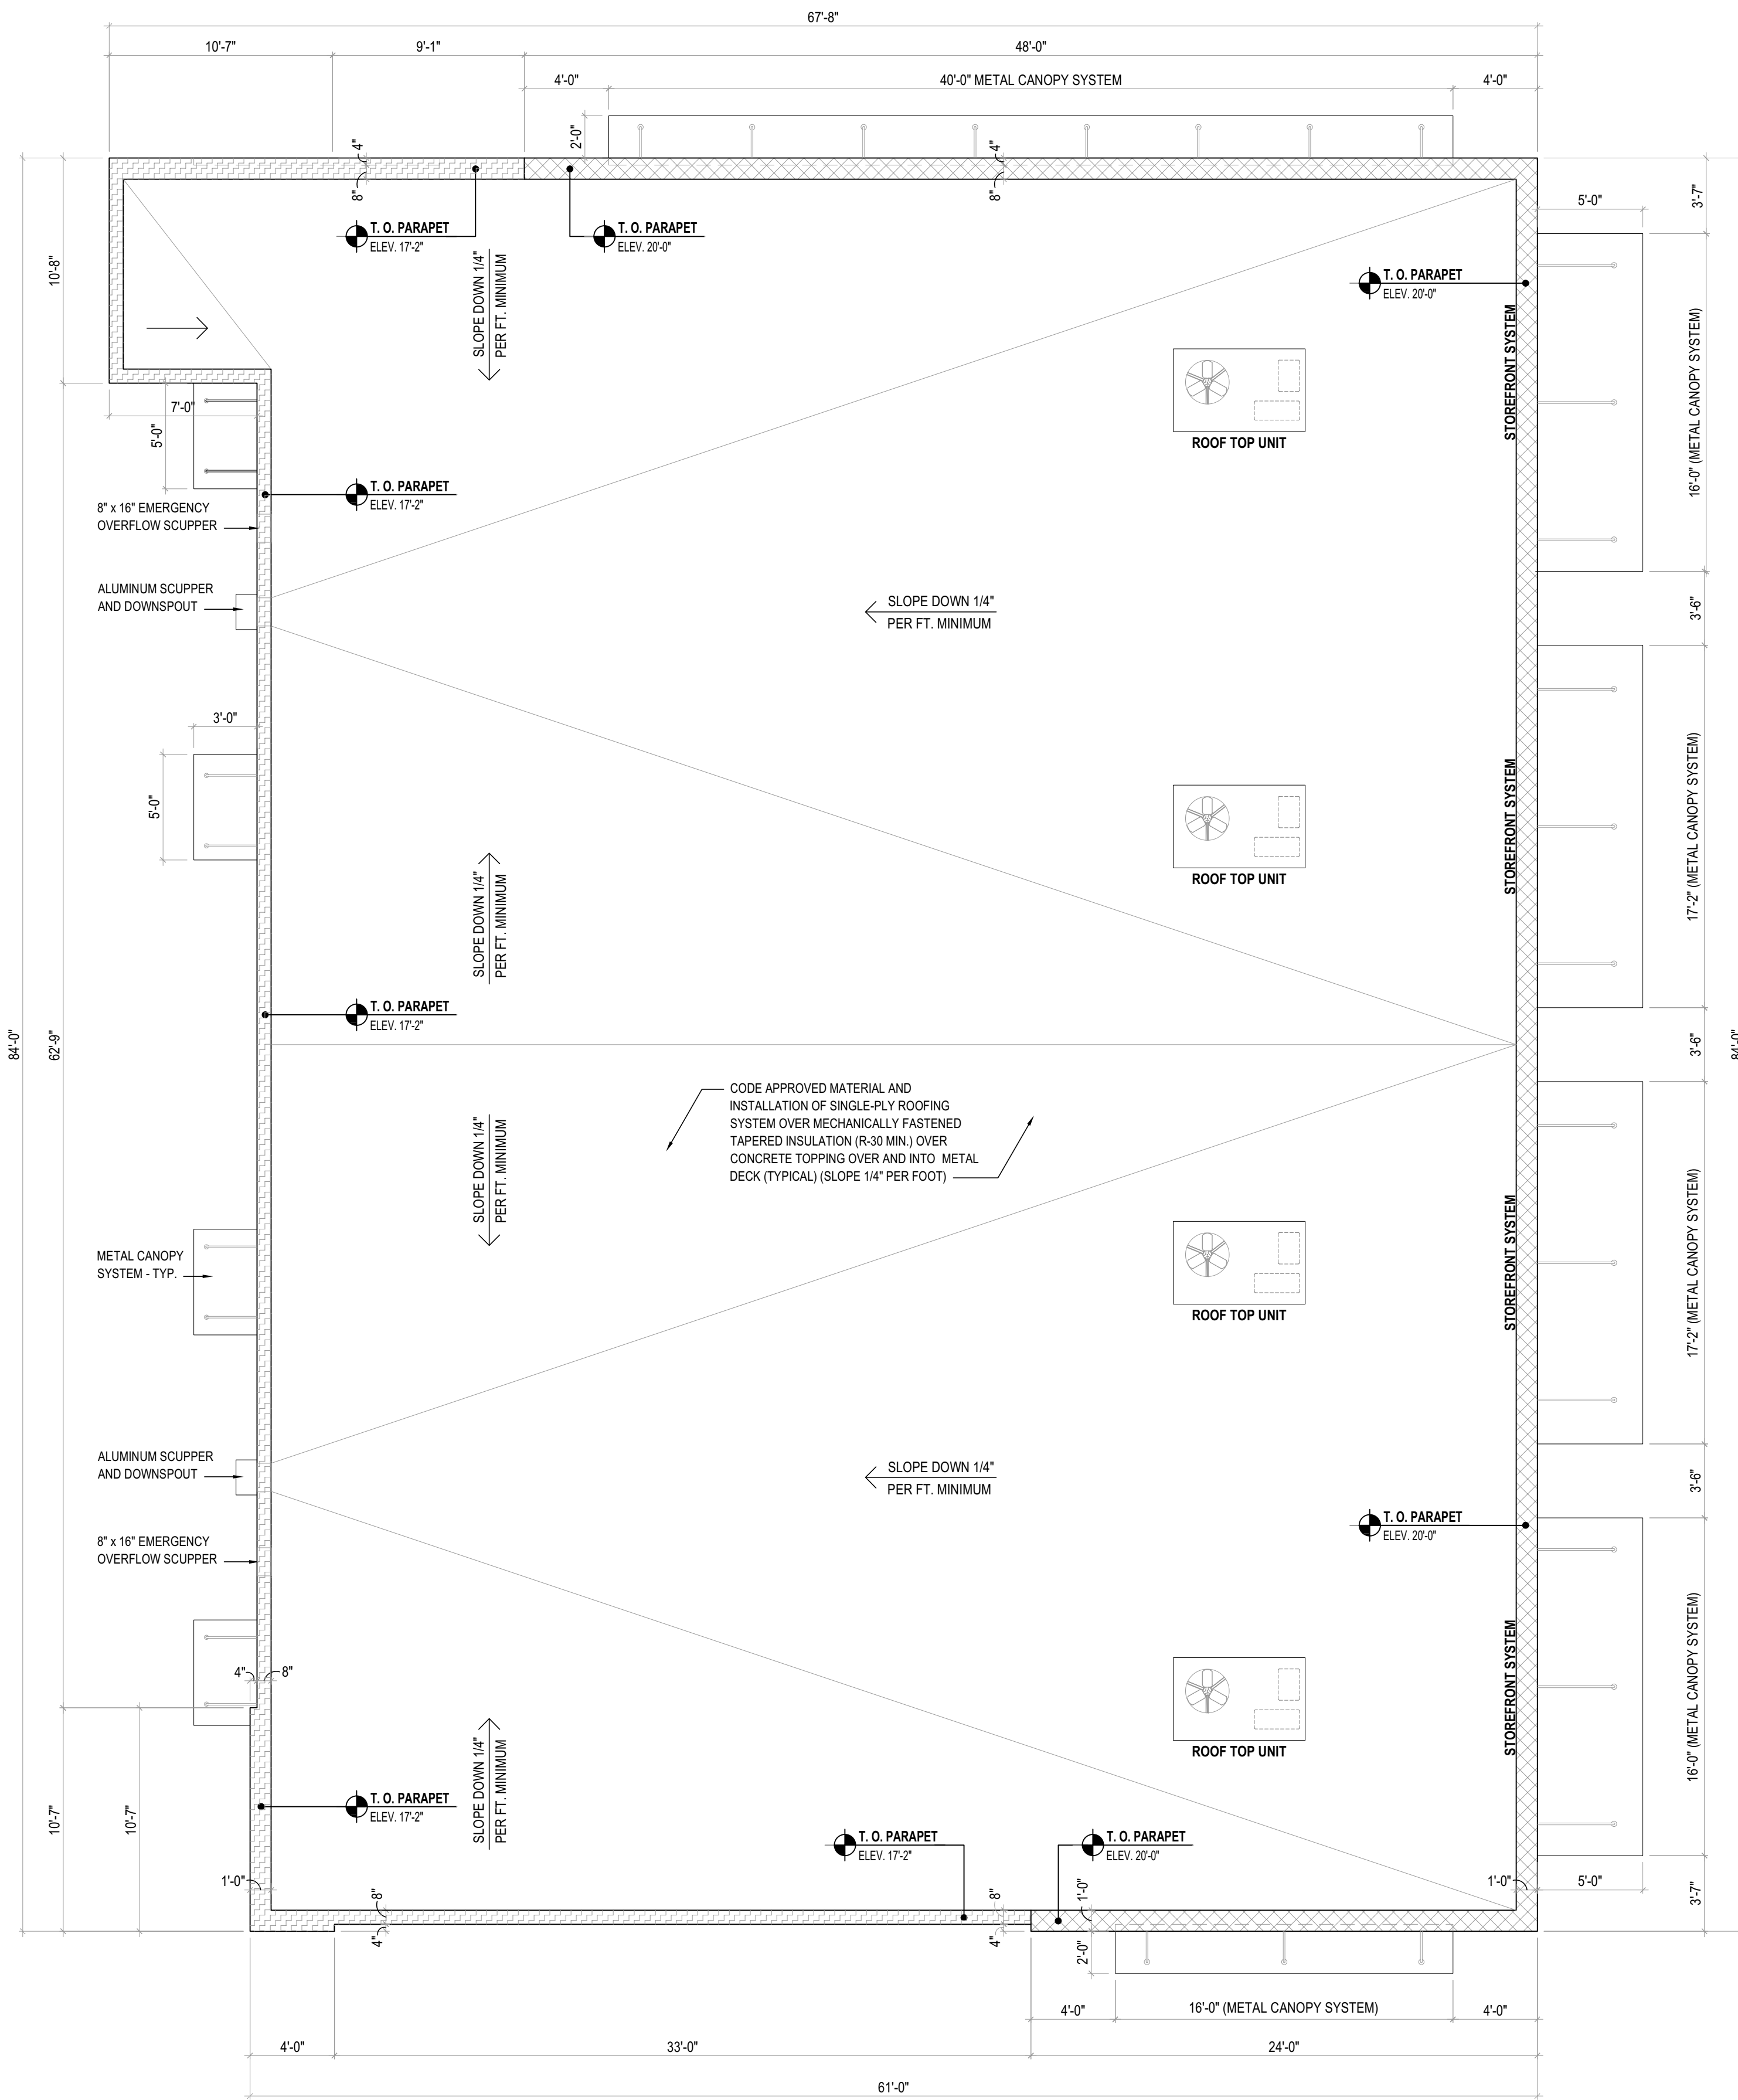 67'-8"
10'-7" 9'-1" 48'-0"
4'-0" 40'-0" METAL CANOPY SYSTEM 4'-0"
2'-0"
4" 4"
8" 8"
3'-7"
5'-0"
T. O. PARAPET
ELEV. 17'-2"
T. O. PARAPET
ELEV. 20'-0"
10'-8"
SLOPE DOWN 1/4"
PER FT. MINIMUM
T. O. PARAPET
ELEV. 20'-0"
STOREFRONT SYSTEM
16'-0" (METAL CANOPY SYSTEM)
7'-0"
5'-0"
ROOF TOP UNIT
T. O. PARAPET
ELEV. 17'-2"
8" x 16" EMERGENCY
OVERFLOW SCUPPER
ALUMINUM SCUPPER
AND DOWNSPOUT
SLOPE DOWN 1/4"
PER FT. MINIMUM
3'-6"
3'-0"
5'-0"
STOREFRONT SYSTEM
17'-2" (METAL CANOPY SYSTEM)
ROOF TOP UNIT
SLOPE DOWN 1/4"
PER FT. MINIMUM
T. O. PARAPET
ELEV. 17'-2"
84'-0"
62'-9"
3'-6"
84'-0"
CODE APPROVED MATERIAL AND
INSTALLATION OF SINGLE-PLY ROOFING
SYSTEM OVER MECHANICALLY FASTENED
TAPERED INSULATION (R-30 MIN.) OVER
CONCRETE TOPPING OVER AND INTO METAL
DECK (TYPICAL) (SLOPE 1/4" PER FOOT)
SLOPE DOWN 1/4"
PER FT. MINIMUM
METAL CANOPY
SYSTEM - TYP.
STOREFRONT SYSTEM
17'-2" (METAL CANOPY SYSTEM)
ROOF TOP UNIT
ALUMINUM SCUPPER
AND DOWNSPOUT
SLOPE DOWN 1/4"
PER FT. MINIMUM
3'-6"
8" x 16" EMERGENCY
OVERFLOW SCUPPER
T. O. PARAPET
ELEV. 20'-0"
4" 8"
STOREFRONT SYSTEM
16'-0" (METAL CANOPY SYSTEM)
ROOF TOP UNIT
SLOPE DOWN 1/4"
PER FT. MINIMUM
10'-7" 10'-7"
T. O. PARAPET
ELEV. 17'-2"
T. O. PARAPET
ELEV. 17'-2"
T. O. PARAPET
ELEV. 20'-0"
1'-0" 1'-0" 5'-0"
3'-7"
8" 8" 1'-0"
4" 4" 2'-0"
4'-0" 16'-0" (METAL CANOPY SYSTEM) 4'-0"
4'-0" 33'-0" 24'-0"
61'-0"